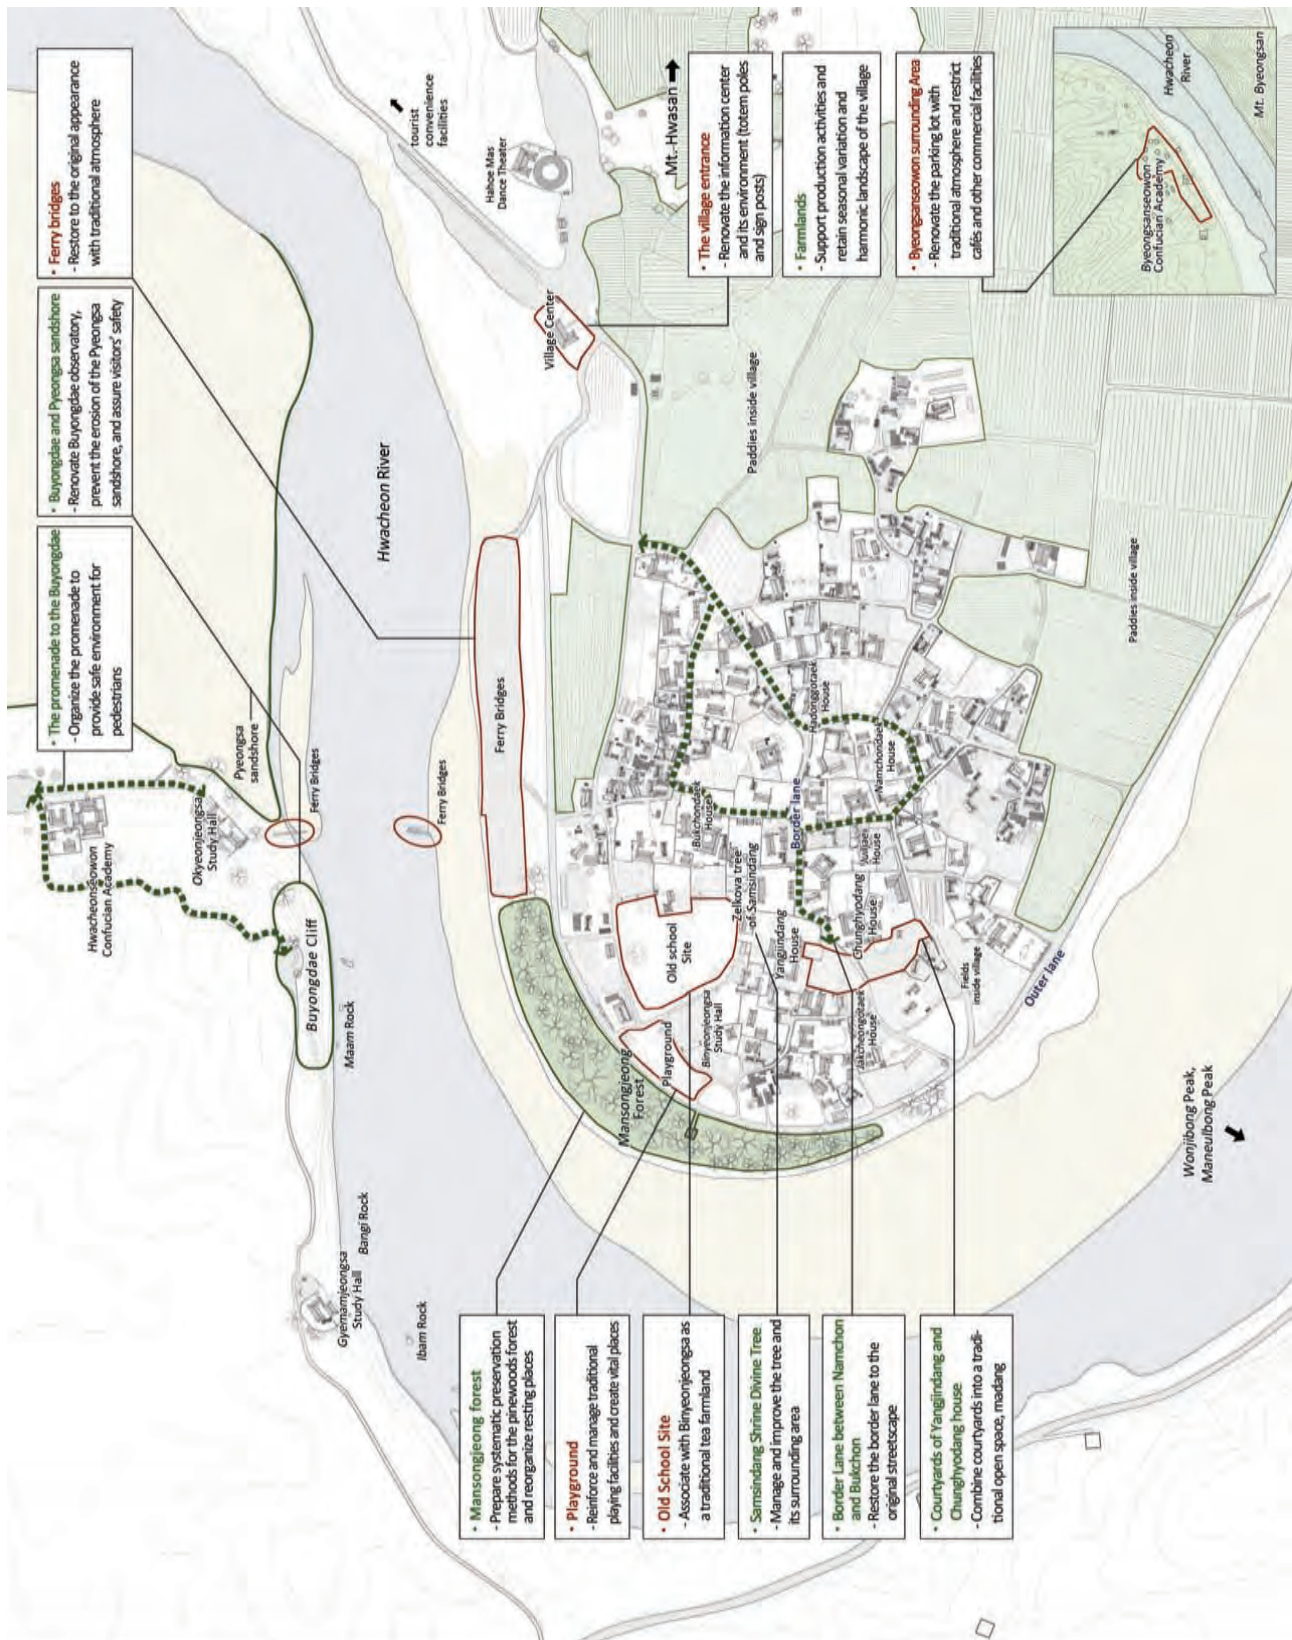 • Mansongjeong forest
- Prepare systematic preservation
methods for the pinewoods forest
and reorganize resting places
• Playground
- Reinforce and manage traditional
playing facilities and create vital places
• Old School Site
- Associate with Binyeonjeongsa as
a traditional tea farmland
• Samsindang Shrine Divine Tree
- Manage and improve the tree and
its surrounding area
• Border Lane between Namchon
and Bukchon
- Restore the border lane to the
original streetscape
• Courtyards of Yangjindang and
Chunghyodang house
- Combine courtyards into a tradi-
tional open space, madang
• The promenade to the Buyongdae
- Organize the promenade to
provide safe environment for
pedestrians
• Buyongdae and Pyeongsa sandshore
- Renovate Buyongdae observatory,
prevent the erosion of the Pyeongsa
sandshore, and assure visitors' safety
• Ferry bridges
- Restore to the original appearance
with traditional atmosphere
• The village entrance
- Renovate the information center
and its environment (totem poles
and sign posts)
• Farmlands
- Support production activities and
retain seasonal variation and
harmonic landscape of the village
• Byeongsanseowon surrounding Area
- Renovate the parking lot with
traditional atmosphere and restrict
cafés and other commercial facilities
Hwacheonseowon
Confucian Academy
Okyeonjeongsa
Study Hall
Pyeongsa
sandshore
Ferry Bridges
Buyongdae Cliff
Maam Rock
Bangi Rock
Gyemamjeongsa
Study Hall
Ibam Rock
Hwacheon River
Ferry Bridges
Ferry Bridges
tourist
convenience
facilities
Hahoe Mas
Dance Theater
Village Center
Mt. Hwasan
Mansongjeong
Forest
Playground
Old school
Site
Binyeonjeongsa
Study Hall
Zelkova tree
of Samsindang
Yangjindang
House
Bukchondaek
House
Border lane
Hadonggotaek
House
Namchondaek
House
House
Chunghyodang
House
Jakcheongotaek
House
Fields
inside village
Outer lane
Paddies inside village
Paddies inside village
Wonjibong Peak,
Maneulbong Peak
Byeongsanseowon
Confucian Academy
Hwacheon
River
Mt. Byeongsan